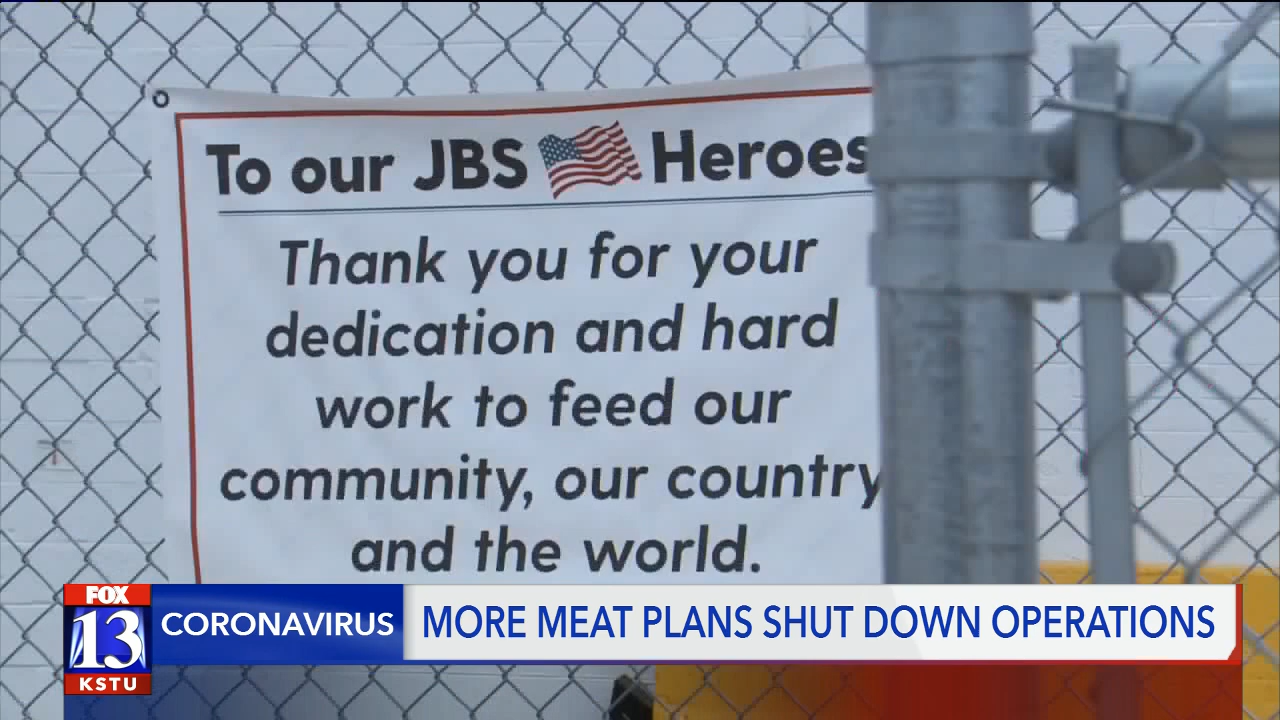 To our JBS Heroes
Thank you for your
dedication and hard
work to feed our
community, our country
and the world.
FOX
13
KSTU
CORONAVIRUS
MORE MEAT PLANS SHUT DOWN OPERATIONS